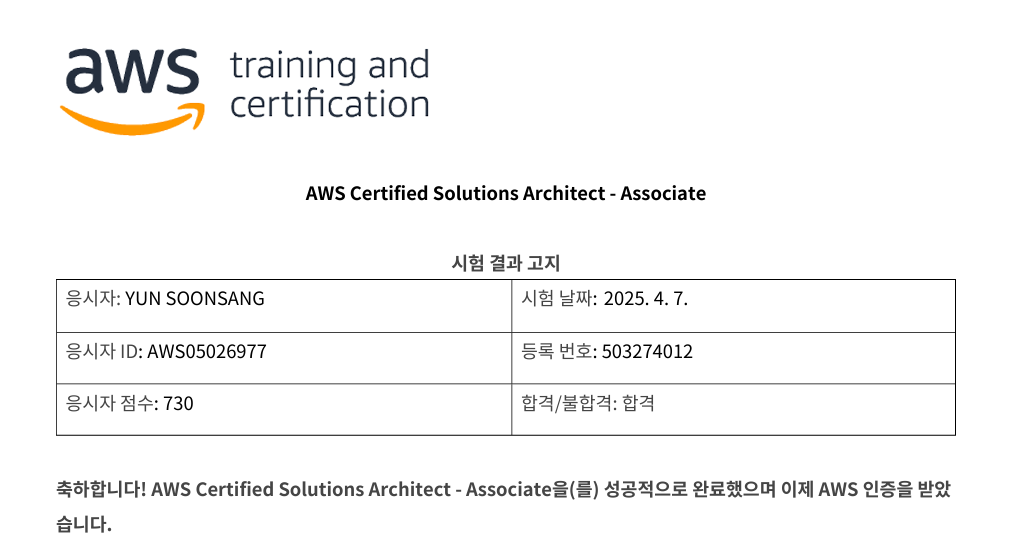 aws training and
certification
AWS Certified Solutions Architect - Associate
시험 결과 고지
응시자: YUN SOONSANG
시험 날짜: 2025. 4. 7.
응시자 ID: AWS05026977
등록 번호: 503274012
응시자 점수: 730
합격/불합격: 합격
축하합니다! AWS Certified Solutions Architect - Associate을(를) 성공적으로 완료했으며 이제 AWS 인증을 받았
습니다.